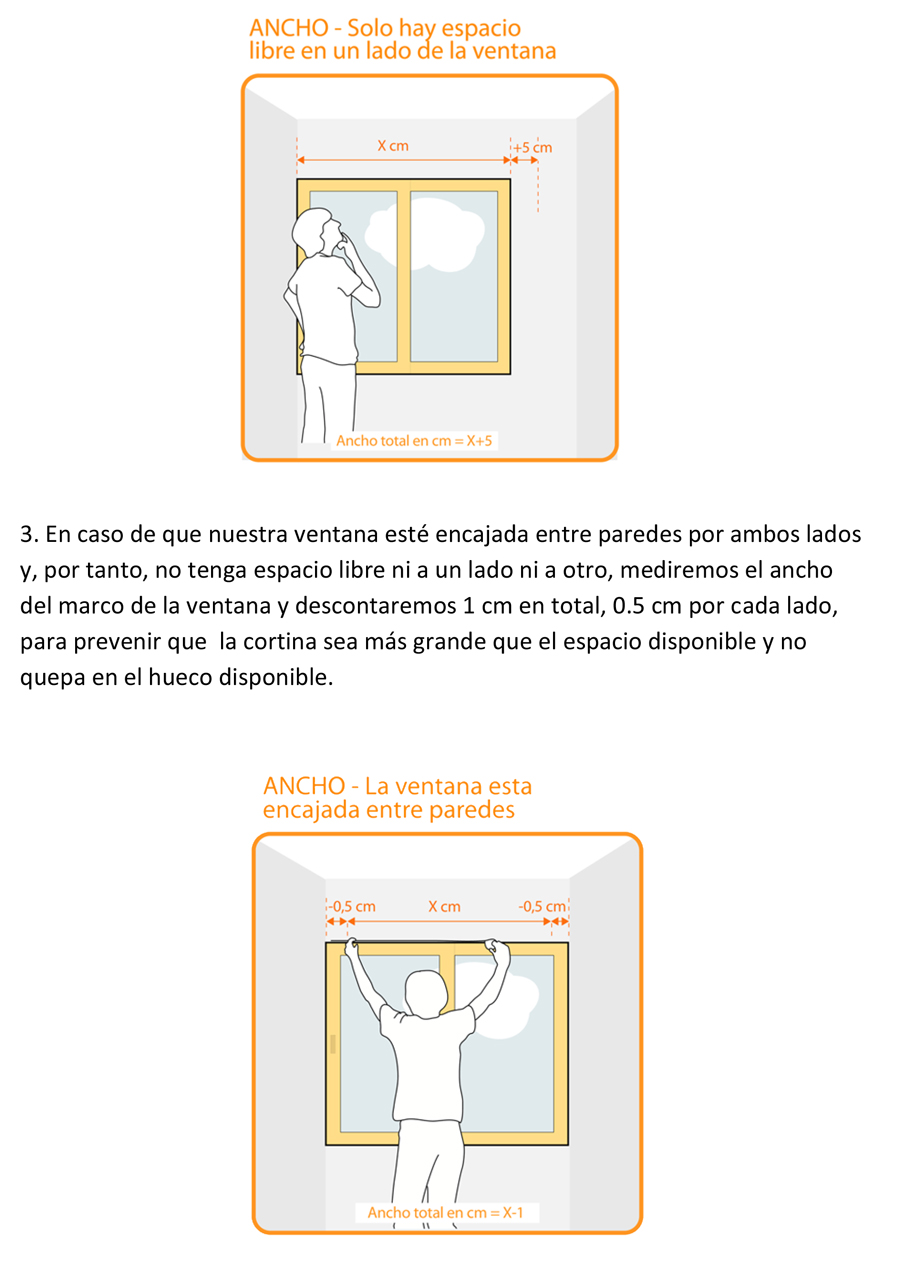 ANCHO - Solo hay espacio
libre en un lado de la ventana
X cm
+5 cm
Ancho total en cm = X+5
3. En caso de que nuestra ventana esté encajada entre paredes por ambos lados
y, por tanto, no tenga espacio libre ni a un lado ni a otro, mediremos el ancho
del marco de la ventana y descontaremos 1 cm en total, 0.5 cm por cada lado,
para prevenir que  la cortina sea más grande que el espacio disponible y no
quepa en el hueco disponible.
ANCHO - La ventana esta
encajada entre paredes
-0,5 cm
X cm
-0,5 cm
Ancho total en cm = X-1